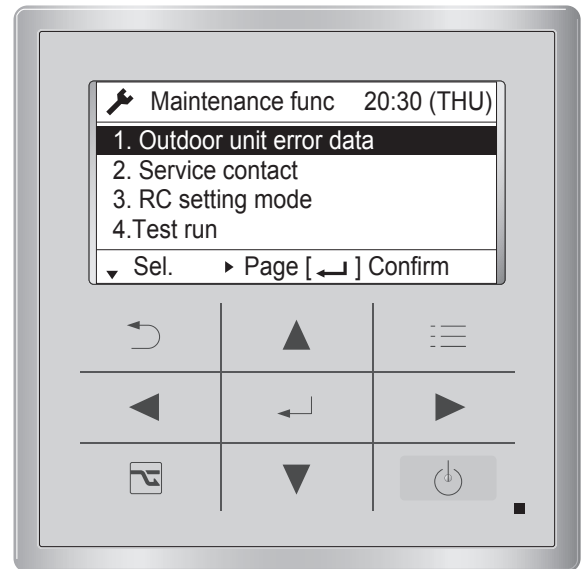 Maintenance func 20:30 (THU)
1. Outdoor unit error data
2. Service contact
3. RC setting mode
4.Test run
Sel. Page [ ] Confirm